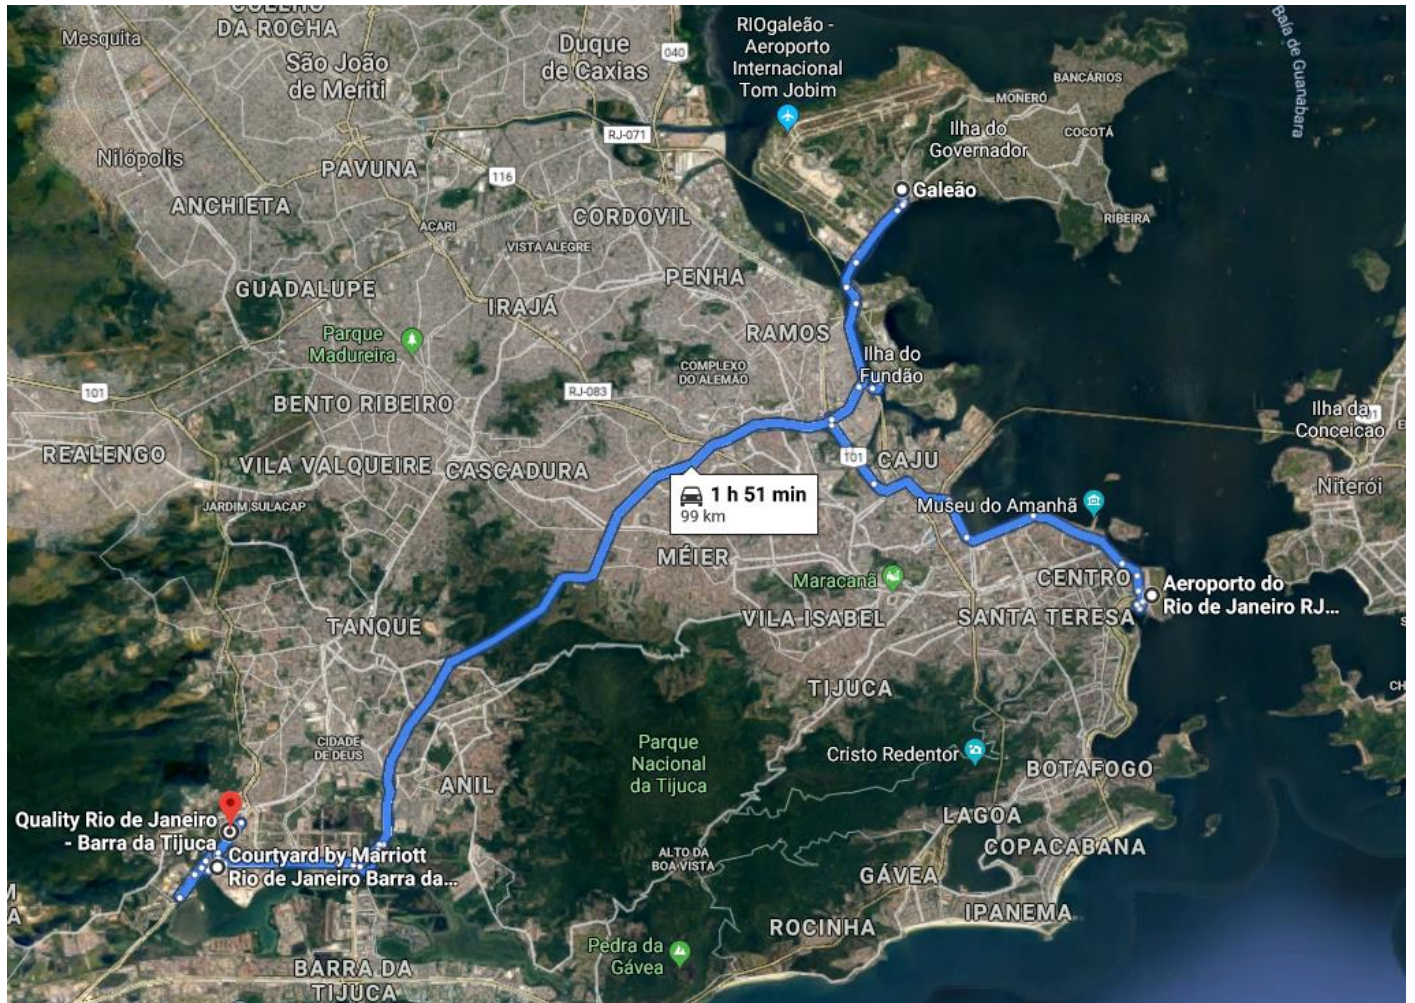 COELHO
DA ROCHA
Mesquita
São João
de Meriti
Duque
de Caxias
040
RIOgaleão -
Aeroporto
Internacional
Tom Jobim
Baía de Guanabara
BANCÁRIOS
MONERÓ
COCOTÁ
Ilha do
Governador
RJ-071
Nilópolis
PAVUNA
116
Galeão
ANCHIETA
ACARI
CORDOVIL
RIBEIRA
VISTA ALEGRE
PENHA
GUADALUPE
IRAJÁ
Parque
Madureira
RAMOS
COMPLEXO
DO ALEMÃO
Ilha do
Fundão
101
RJ-083
BENTO RIBEIRO
Ilha da
Conceicao
REALENGO
VILA VALQUEIRE
CASCADURA
101
CAJU
Niterói
1 h 51 min
99 km
JARDIM SULACAP
Museu do Amanhã
MÉIER
Maracanã
CENTRO
Aeroporto do
Rio de Janeiro RJ...
TANQUE
VILA ISABEL
SANTA TERESA
TIJUCA
CH
CIDADE
DE DEUS
Parque
Nacional
da Tijuca
Cristo Redentor
BOTAFOGO
ANIL
LAGOA
Quality Rio de Janeiro
- Barra da Tijuca
Courtyard by Marriott
Rio de Janeiro Barra da...
ALTO DA
BOA VISTA
COPACABANA
GÁVEA
IPANEMA
ROCINHA
Pedra da
Gávea
BARRA DA
TIJUCA